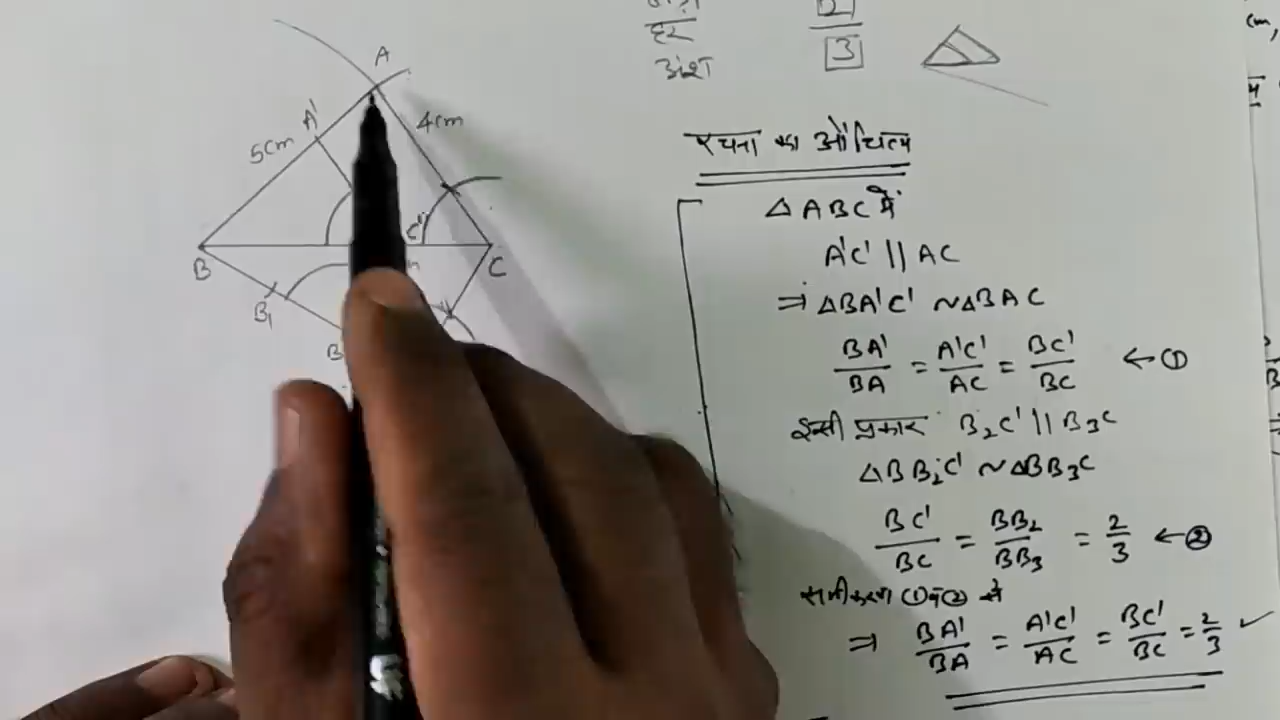 हर
अंश
2
3
A
A'
5cm
4cm
C'
B
C
B₁
B
रचना का औचित्य
△ABC में
A'C' || AC
⇒ △BA'C' ~ △BAC
BA'/BA = A'C'/AC = BC'/BC ← ①
इसी प्रकार B₂C' || B₃C
△BB₂C' ~ △BB₃C
BC'/BC = BB₂/BB₃ = 2/3 ← ②
समीकरण ① व ② से
⇒ BA'/BA = A'C'/AC = BC'/BC = 2/3 ✓
cm,